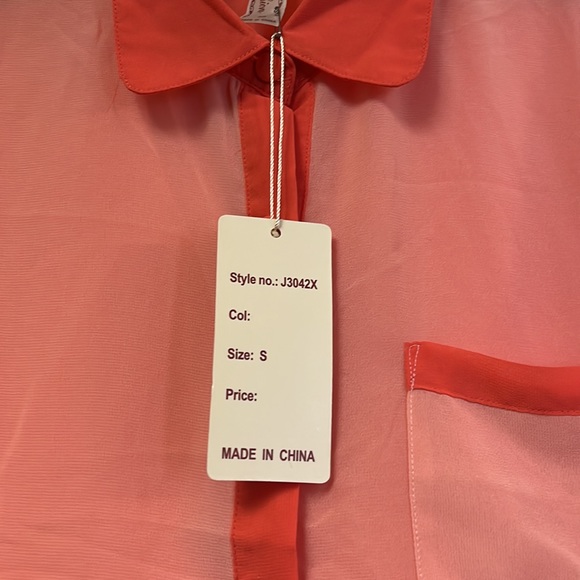 Style no.: J3042X
Col:
Size: S
Price:
MADE IN CHINA